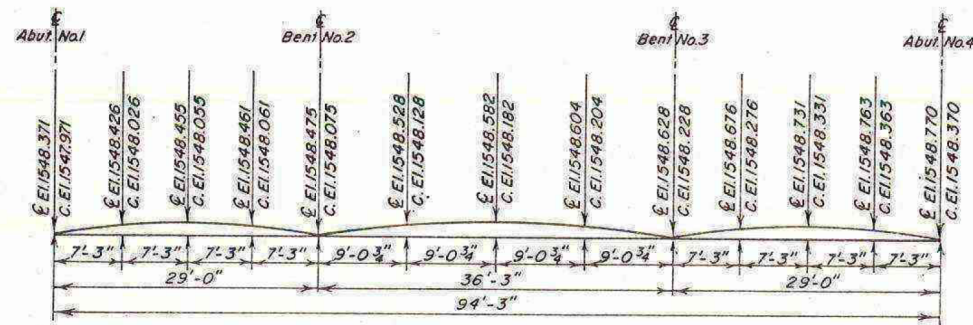 ℄
Abut. No.1
℄
Bent No.2
℄
Bent No.3
℄
Abut. No.4
℄ El.1548.371
C. El.1547.971
℄ El.1548.426
C. El.1548.026
℄ El.1548.455
C. El.1548.055
℄ El.1548.461
C. El.1548.061
℄ El.1548.475
C. El.1548.075
℄ El.1548.528
C. El.1548.128
℄ El.1548.582
C. El.1548.182
℄ El.1548.604
C. El.1548.204
℄ El.1548.628
C. El.1548.228
℄ El.1548.676
C. El.1548.276
℄ El.1548.731
C. El.1548.331
℄ El.1548.763
C. El.1548.363
℄ El.1548.770
C. El.1548.370
7'-3" 7'-3" 7'-3" 7'-3" 9'-0¾" 9'-0¾" 9'-0¾" 9'-0¾" 7'-3" 7'-3" 7'-3" 7'-3"
29'-0" 36'-3" 29'-0"
94'-3"